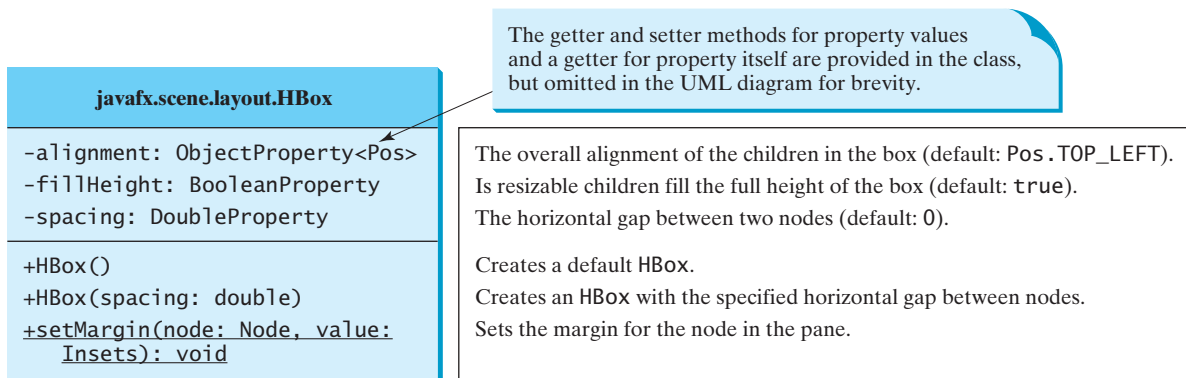 The getter and setter methods for property values
and a getter for property itself are provided in the class,
but omitted in the UML diagram for brevity.
javafx.scene.layout.HBox
-alignment: ObjectProperty<Pos>
-fillHeight: BooleanProperty
-spacing: DoubleProperty
The overall alignment of the children in the box (default: Pos.TOP_LEFT).
Is resizable children fill the full height of the box (default: true).
The horizontal gap between two nodes (default: 0).
+HBox()
+HBox(spacing: double)
+setMargin(node: Node, value:
Insets): void
Creates a default HBox.
Creates an HBox with the specified horizontal gap between nodes.
Sets the margin for the node in the pane.